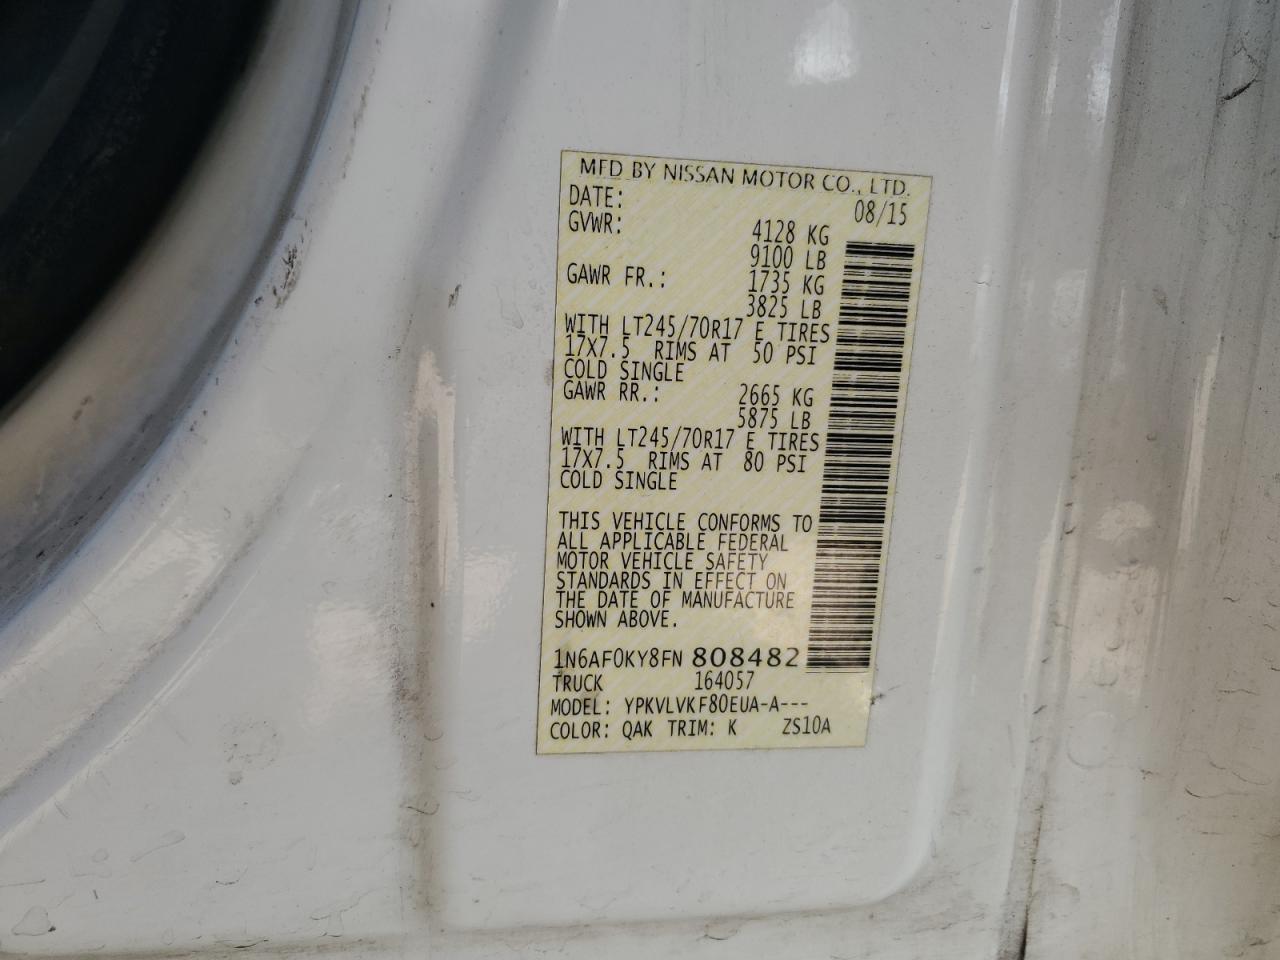 MFD BY NISSAN MOTOR CO., LTD.
DATE: 08/15
GVWR: 4128 KG
9100 LB
GAWR FR.: 1735 KG
3825 LB
WITH LT245/70R17 E TIRES
17X7.5 RIMS AT 50 PSI
COLD SINGLE
GAWR RR.: 2665 KG
5875 LB
WITH LT245/70R17 E TIRES
17X7.5 RIMS AT 80 PSI
COLD SINGLE
THIS VEHICLE CONFORMS TO
ALL APPLICABLE FEDERAL
MOTOR VEHICLE SAFETY
STANDARDS IN EFFECT ON
THE DATE OF MANUFACTURE
SHOWN ABOVE.
1N6AF0KY8FN 808482
TRUCK 164057
MODEL: YPKVLVKF80EUA-A---
COLOR: QAK TRIM: K ZS10A